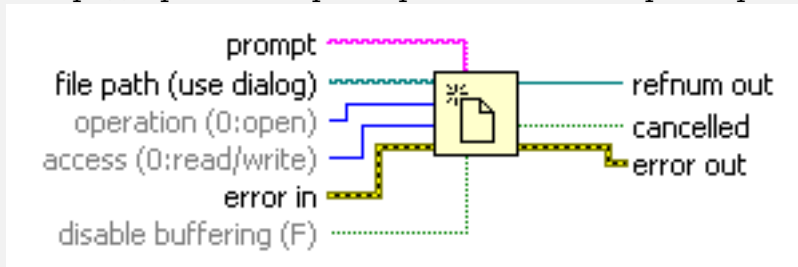 prompt
file path (use dialog) refnum out
operation (0:open) cancelled
access (0:read/write) error out
error in
disable buffering (F)